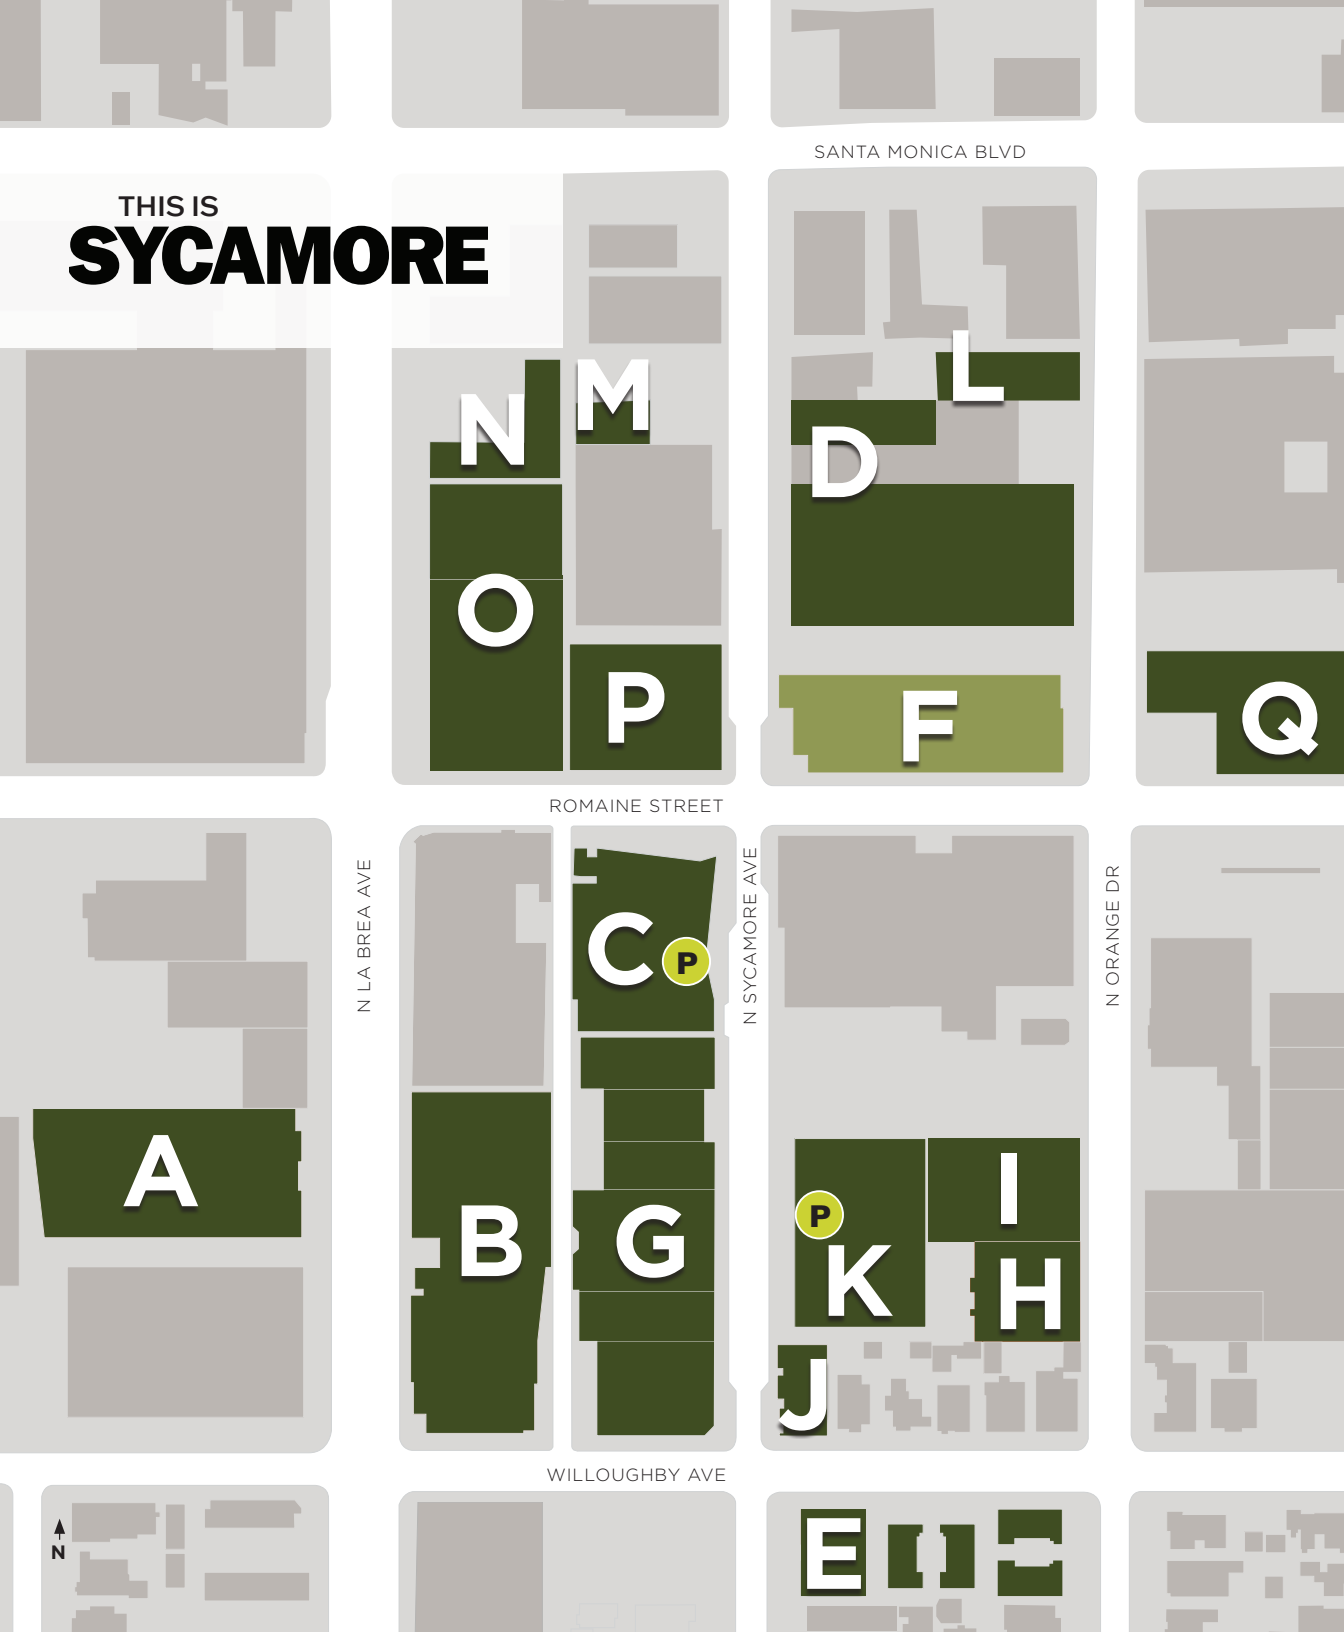 SANTA MONICA BLVD
THIS IS
SYCAMORE
L
M
N
D
O
P
F
Q
ROMAINE STREET
N LA BREA AVE
N SYCAMORE AVE
N ORANGE DR
C
P
A
B
G
I
P
K
H
J
WILLOUGHBY AVE
N
E